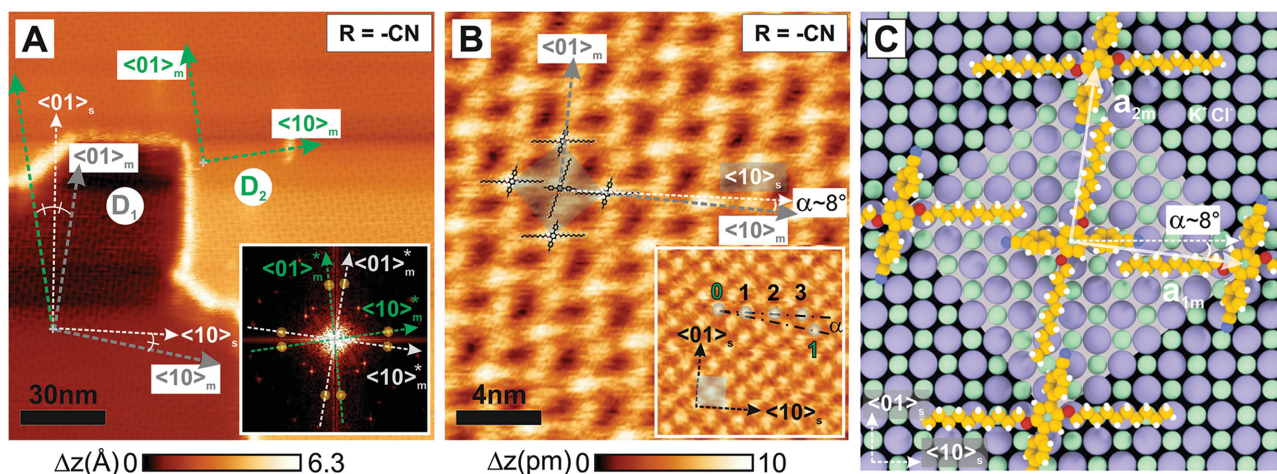 A
R = -CN
<01>m
<01>s
<01>m
<10>m
D1
D2
<10>s
<10>m
30nm
<01>*m
<01>*m
<10>*m
<10>*m
Δz(Å) 0 6.3
B
R = -CN
<01>m
<10>s
α~8°
<10>m
4nm
0 1 2 3
α
1
<01>s
<10>s
Δz(pm) 0 10
C
a2m
K+ Cl-
α~8°
a1m
<01>s
<10>s